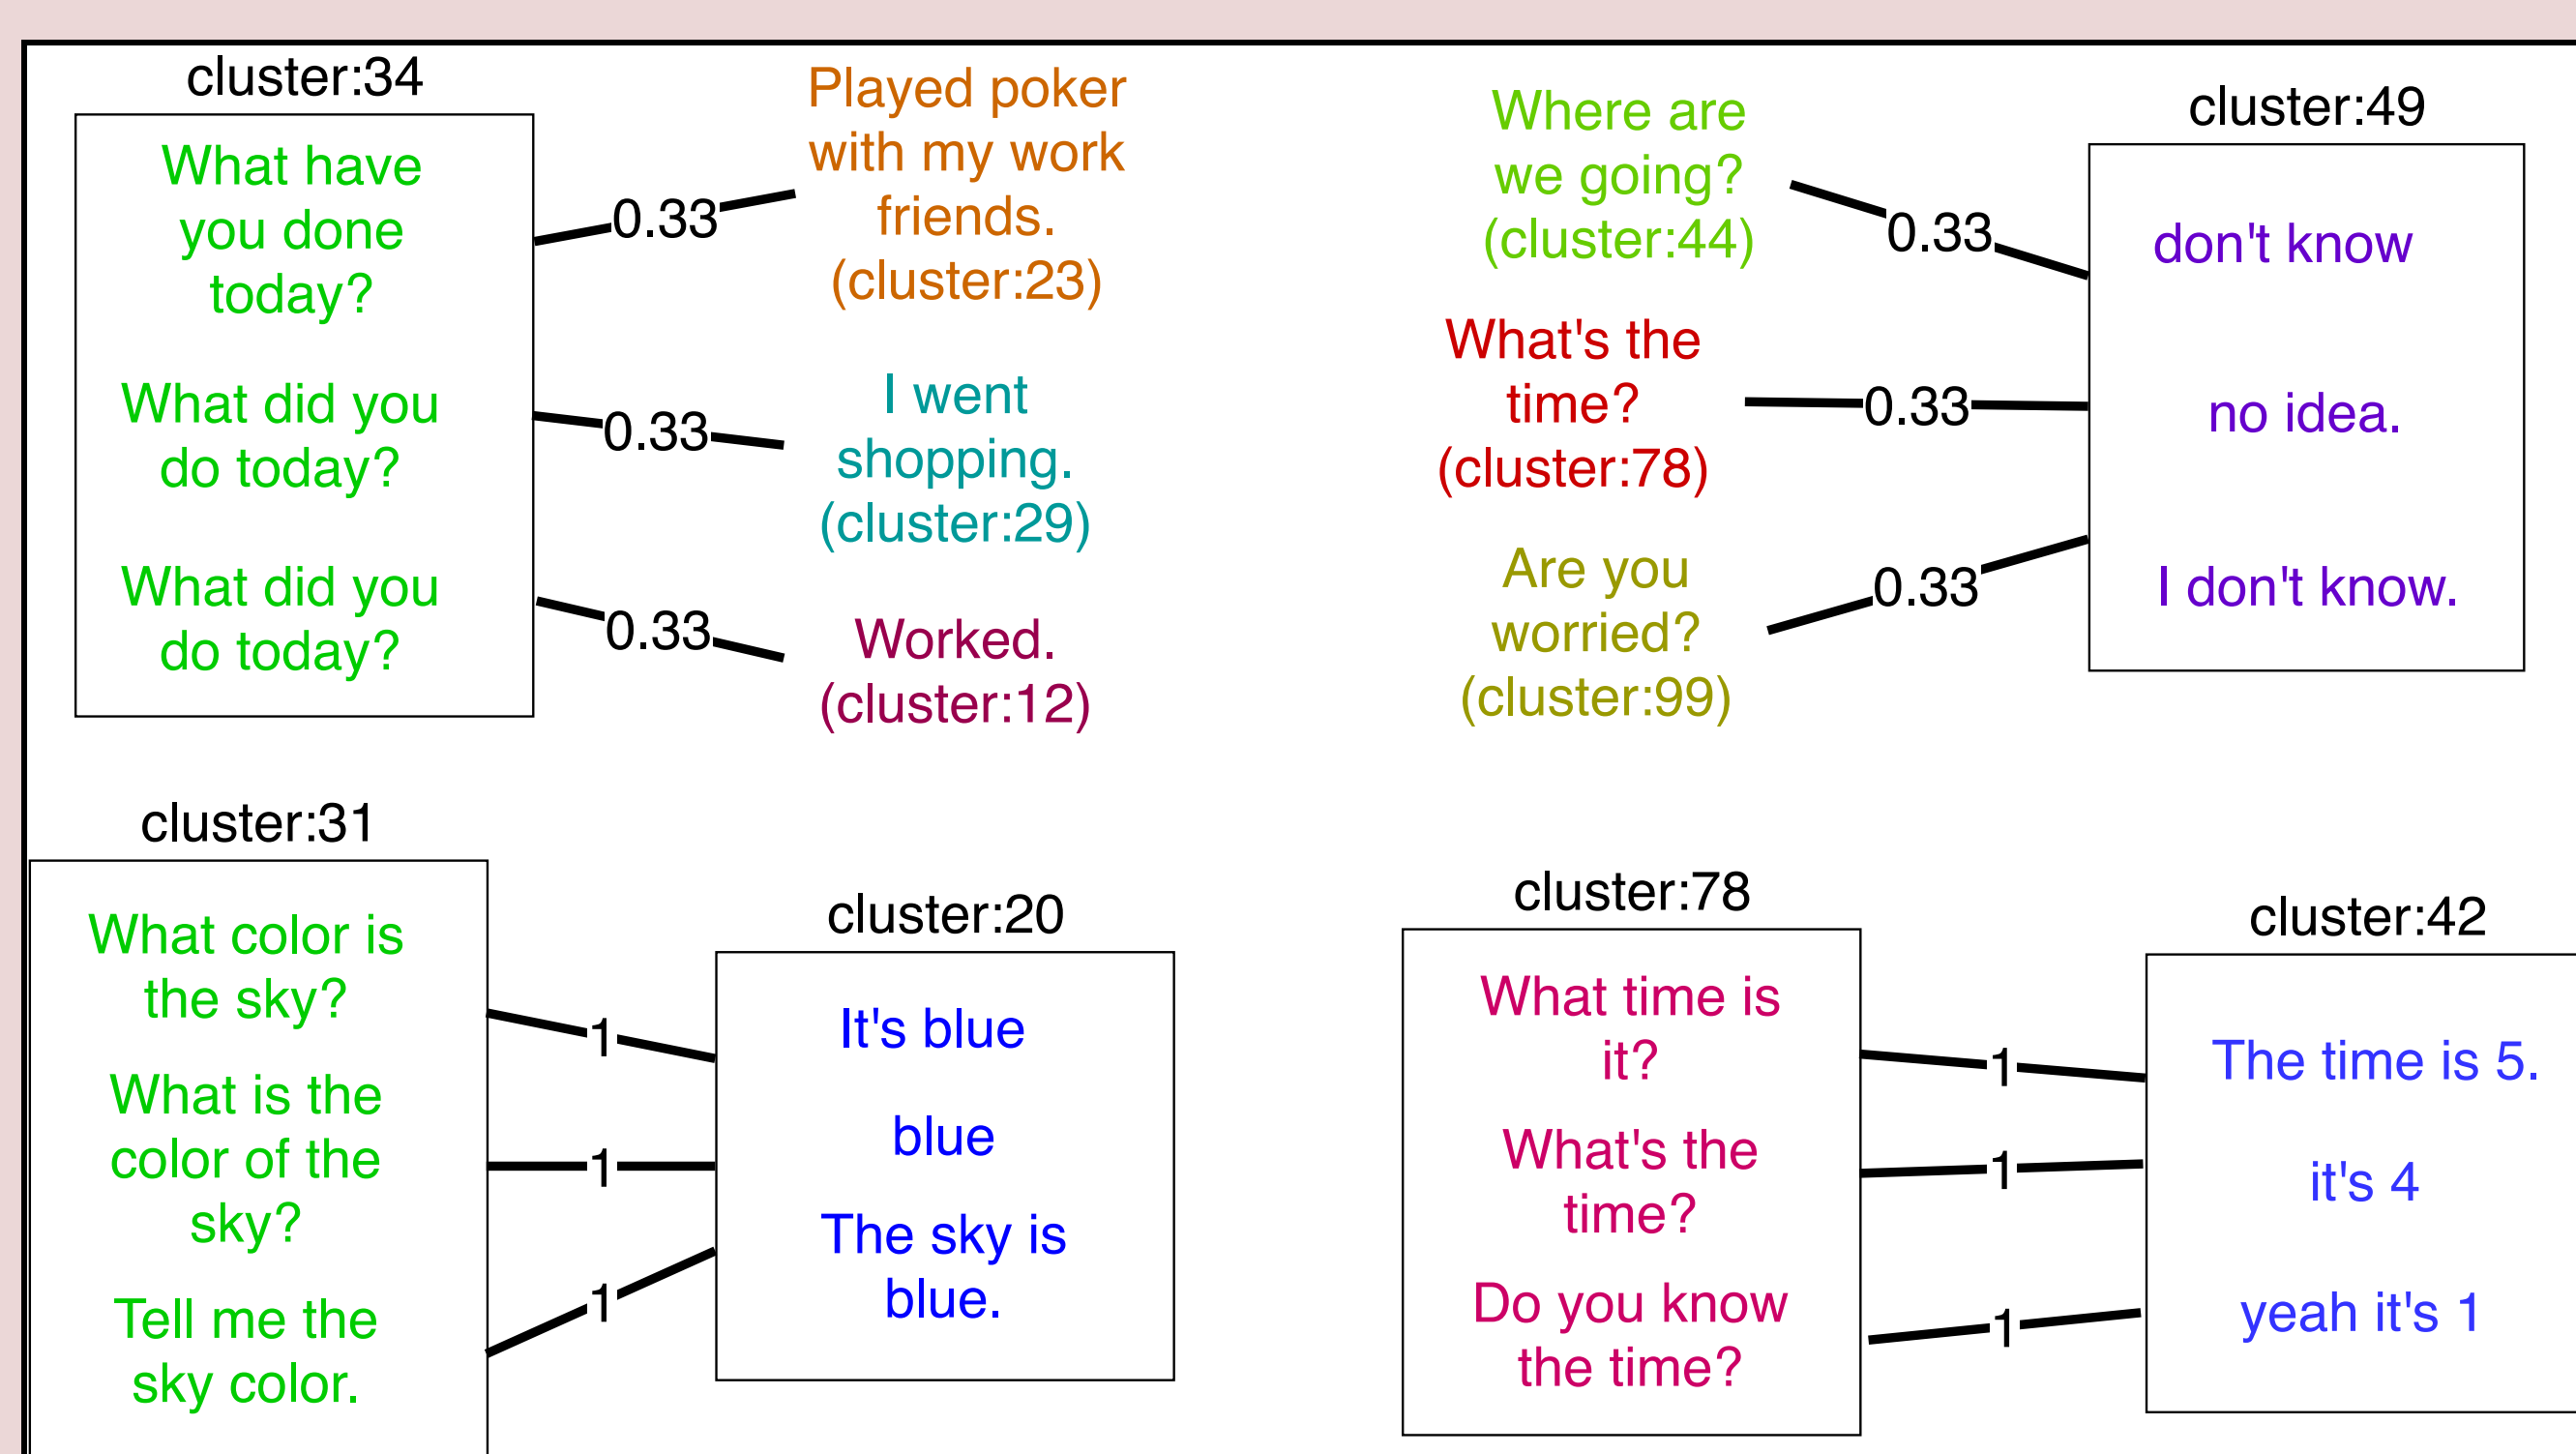 cluster:34
What have
you done
today?
What did you
do today?
What did you
do today?
0.33
0.33
0.33
Played poker
with my work
friends.
(cluster:23)
I went
shopping.
(cluster:29)
Worked.
(cluster:12)
Where are
we going?
(cluster:44)
What's the
time?
(cluster:78)
Are you
worried?
(cluster:99)
0.33
0.33
0.33
cluster:49
don't know
no idea.
I don't know.
cluster:31
What color is
the sky?
What is the
color of the
sky?
Tell me the
sky color.
1
1
1
cluster:20
It's blue
blue
The sky is
blue.
cluster:78
What time is
it?
What's the
time?
Do you know
the time?
1
1
1
cluster:42
The time is 5.
it's 4
yeah it's 1